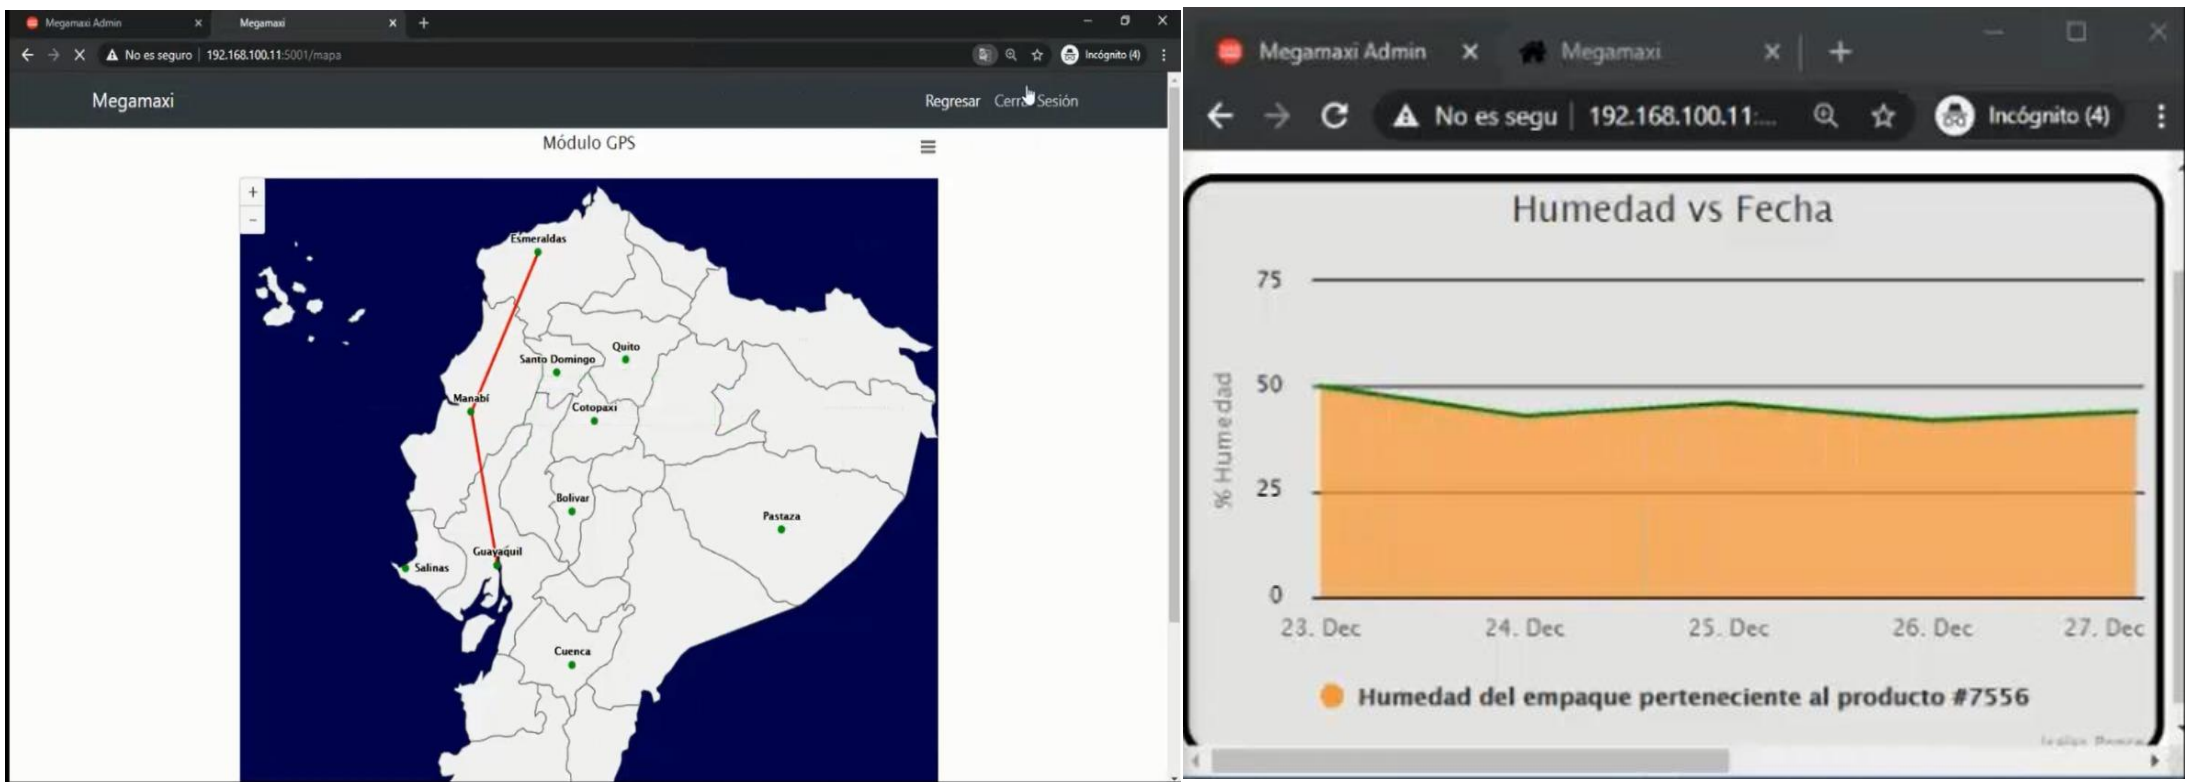 Megamaxi Admin
Megamaxi
No es seguro | 192.168.100.11:5001/mapa
Incógnito (4)
Megamaxi
Regresar
Cerrar Sesión
Módulo GPS
+
−
Esmeraldas
Quito
Santo Domingo
Manabí
Cotopaxi
Bolivar
Pastaza
Guayaquil
Salinas
Cuenca
Megamaxi Admin
Megamaxi
No es segu | 192.168.100.11:...
Incógnito (4)
Humedad vs Fecha
% Humedad
75
50
25
0
23. Dec
24. Dec
25. Dec
26. Dec
27. Dec
Humedad del empaque perteneciente al producto #7556